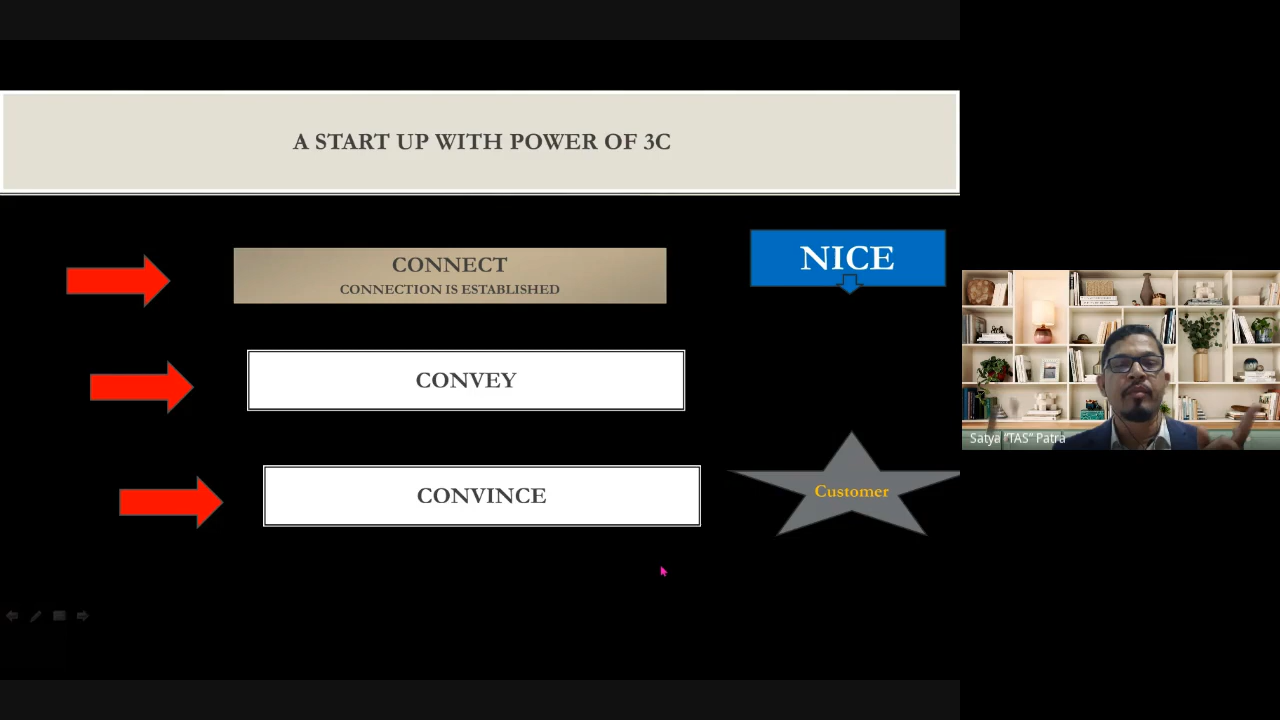 A START UP WITH POWER OF 3C
CONNECT
CONNECTION IS ESTABLISHED
NICE
CONVEY
CONVINCE
Customer
Satya "TAS" Patra